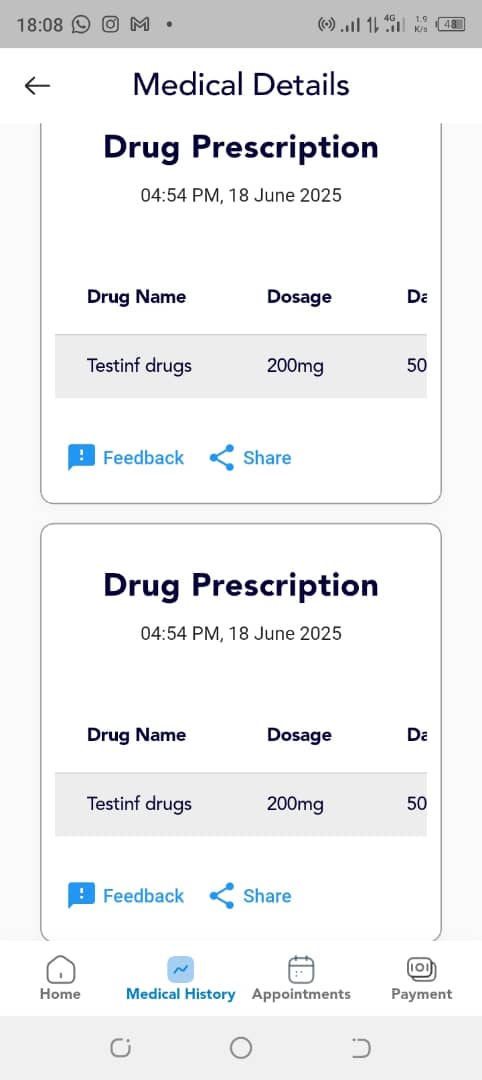 18:08
4G 1.9 K/s 48
Medical Details
Drug Prescription
04:54 PM, 18 June 2025
Drug Name Dosage Da
Testinf drugs 200mg 50
Feedback Share
Drug Prescription
04:54 PM, 18 June 2025
Drug Name Dosage Da
Testinf drugs 200mg 50
Feedback Share
Home Medical History Appointments Payment